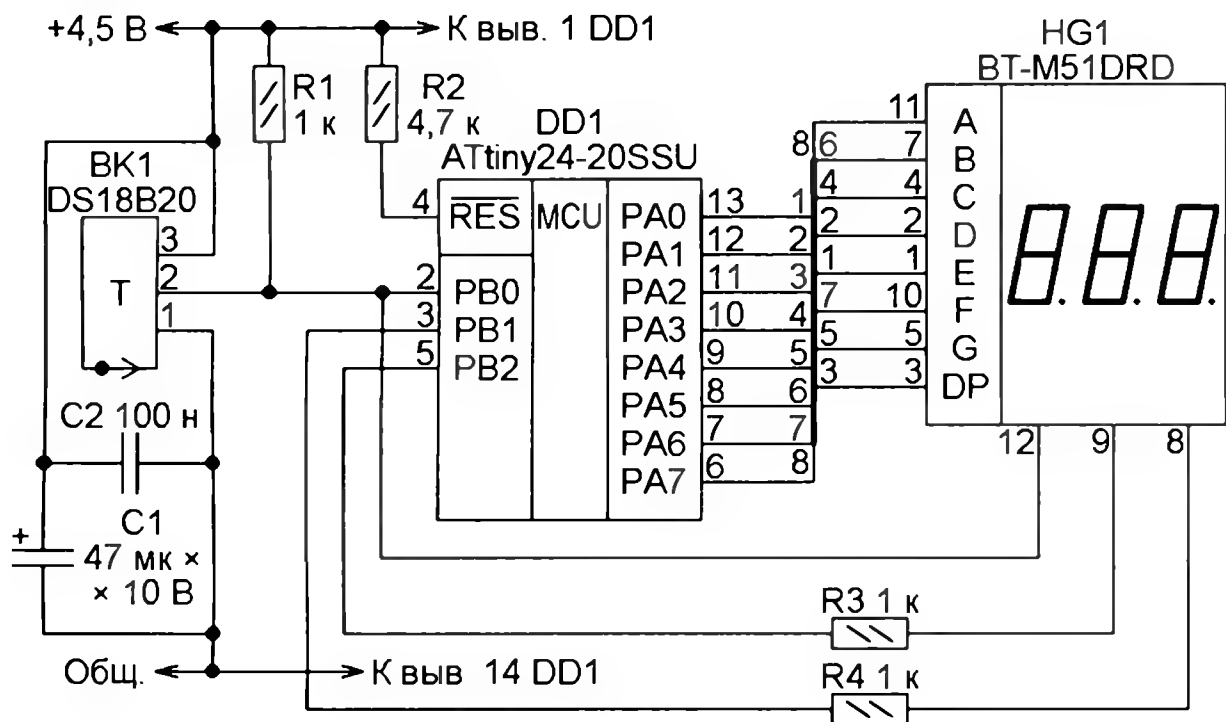 +4,5 В
К выв. 1 DD1
R1
1 к
R2
4,7 к
BK1
DS18B20
3
2
1
T
C2 100 н
C1
+
47 мк ×
× 10 В
Общ.
К выв 14 DD1
DD1
ATtiny24-20SSU
4
RES
MCU
2
PB0
3
PB1
5
PB2
PA0
13
1
PA1
12
2
PA2
11
3
PA3
10
4
PA4
9
5
PA5
8
6
PA6
7
7
PA7
6
8
HG1
BT-M51DRD
8
11
A
6
7
B
4
4
C
2
2
D
1
1
E
7
10
F
5
5
G
3
3
DP
12
9
8
R3 1 к
R4 1 к